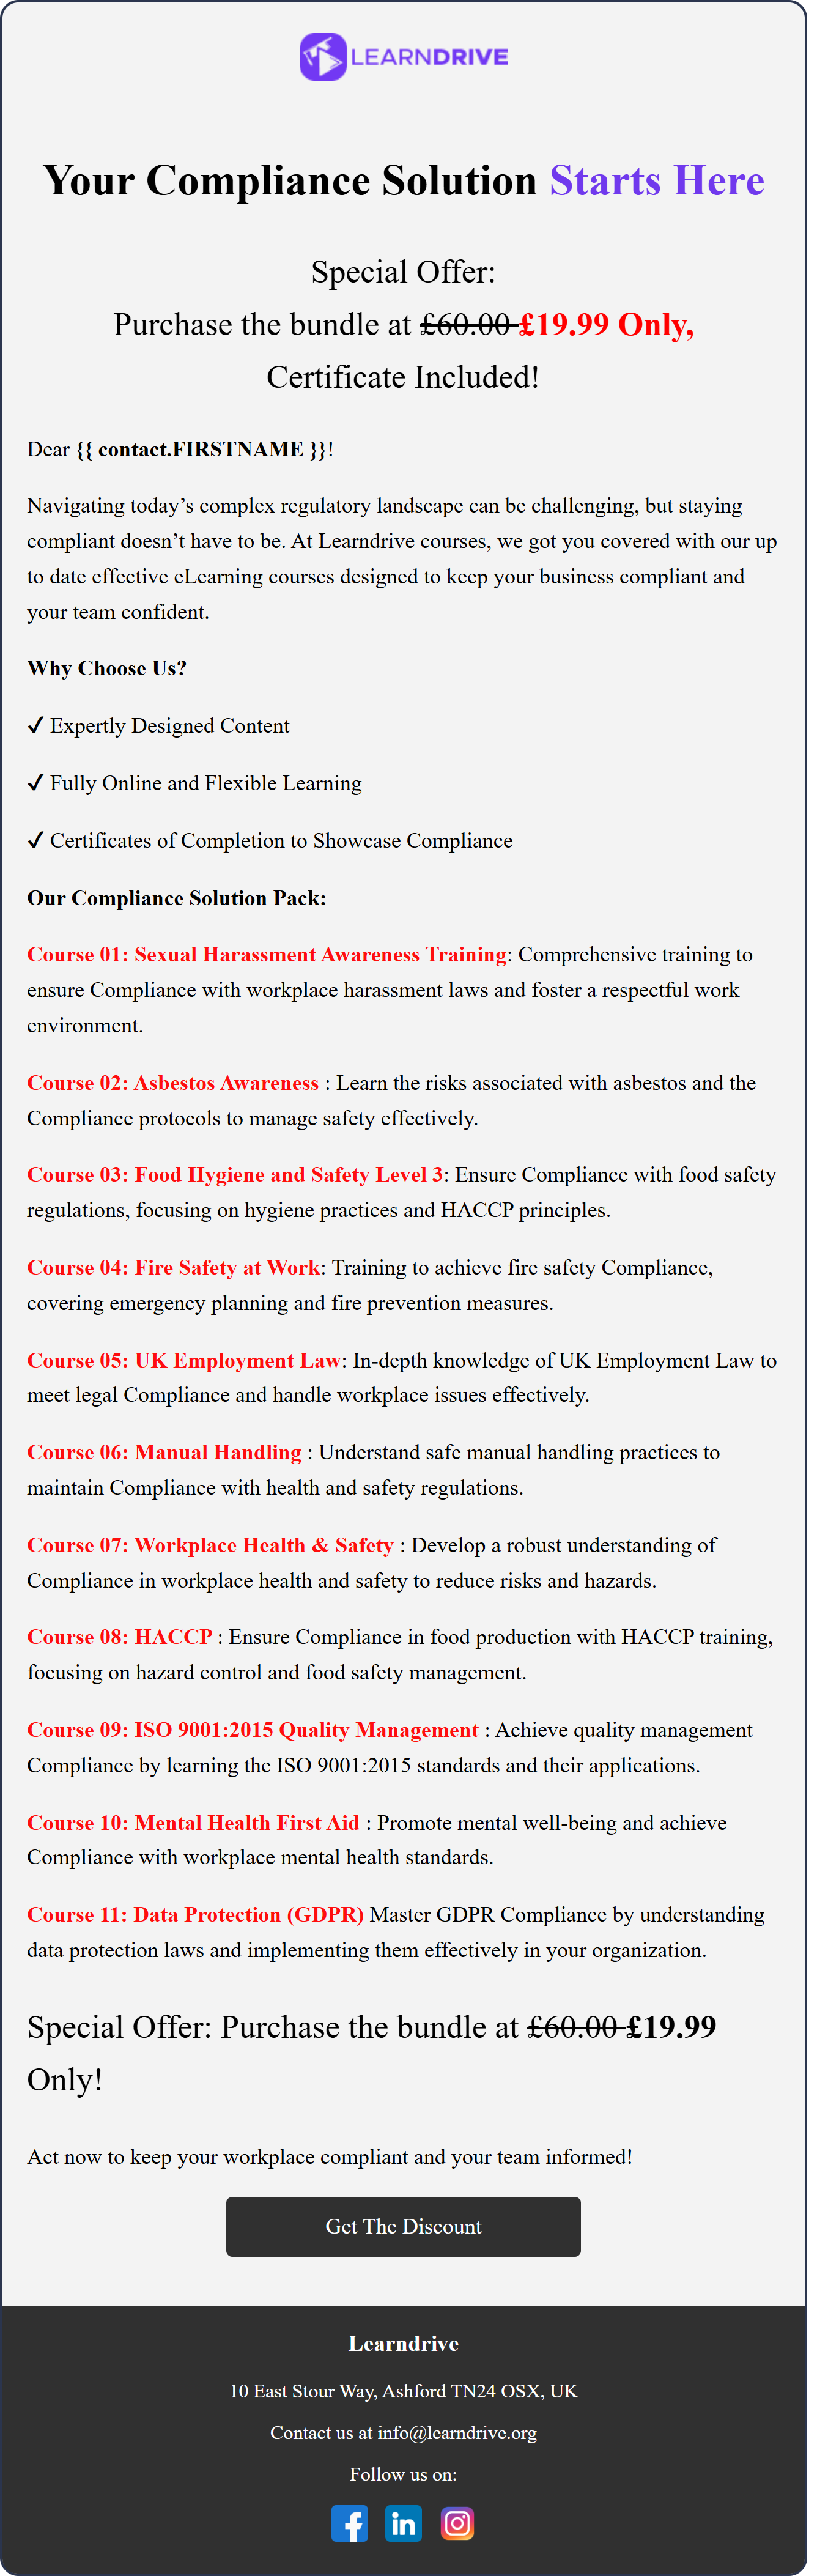 LEARNDRIVE
Your Compliance Solution Starts Here
Special Offer:
Purchase the bundle at £60.00 £19.99 Only,
Certificate Included!
Dear {{ contact.FIRSTNAME }}!
Navigating today’s complex regulatory landscape can be challenging, but staying
compliant doesn’t have to be. At Learndrive courses, we got you covered with our up
to date effective eLearning courses designed to keep your business compliant and
your team confident.
Why Choose Us?
✓ Expertly Designed Content
✓ Fully Online and Flexible Learning
✓ Certificates of Completion to Showcase Compliance
Our Compliance Solution Pack:
Course 01: Sexual Harassment Awareness Training: Comprehensive training to
ensure Compliance with workplace harassment laws and foster a respectful work
environment.
Course 02: Asbestos Awareness : Learn the risks associated with asbestos and the
Compliance protocols to manage safety effectively.
Course 03: Food Hygiene and Safety Level 3: Ensure Compliance with food safety
regulations, focusing on hygiene practices and HACCP principles.
Course 04: Fire Safety at Work: Training to achieve fire safety Compliance,
covering emergency planning and fire prevention measures.
Course 05: UK Employment Law: In-depth knowledge of UK Employment Law to
meet legal Compliance and handle workplace issues effectively.
Course 06: Manual Handling : Understand safe manual handling practices to
maintain Compliance with health and safety regulations.
Course 07: Workplace Health & Safety : Develop a robust understanding of
Compliance in workplace health and safety to reduce risks and hazards.
Course 08: HACCP : Ensure Compliance in food production with HACCP training,
focusing on hazard control and food safety management.
Course 09: ISO 9001:2015 Quality Management : Achieve quality management
Compliance by learning the ISO 9001:2015 standards and their applications.
Course 10: Mental Health First Aid : Promote mental well-being and achieve
Compliance with workplace mental health standards.
Course 11: Data Protection (GDPR) Master GDPR Compliance by understanding
data protection laws and implementing them effectively in your organization.
Special Offer: Purchase the bundle at £60.00 £19.99
Only!
Act now to keep your workplace compliant and your team informed!
Get The Discount
Learndrive
10 East Stour Way, Ashford TN24 OSX, UK
Contact us at info@learndrive.org
Follow us on: